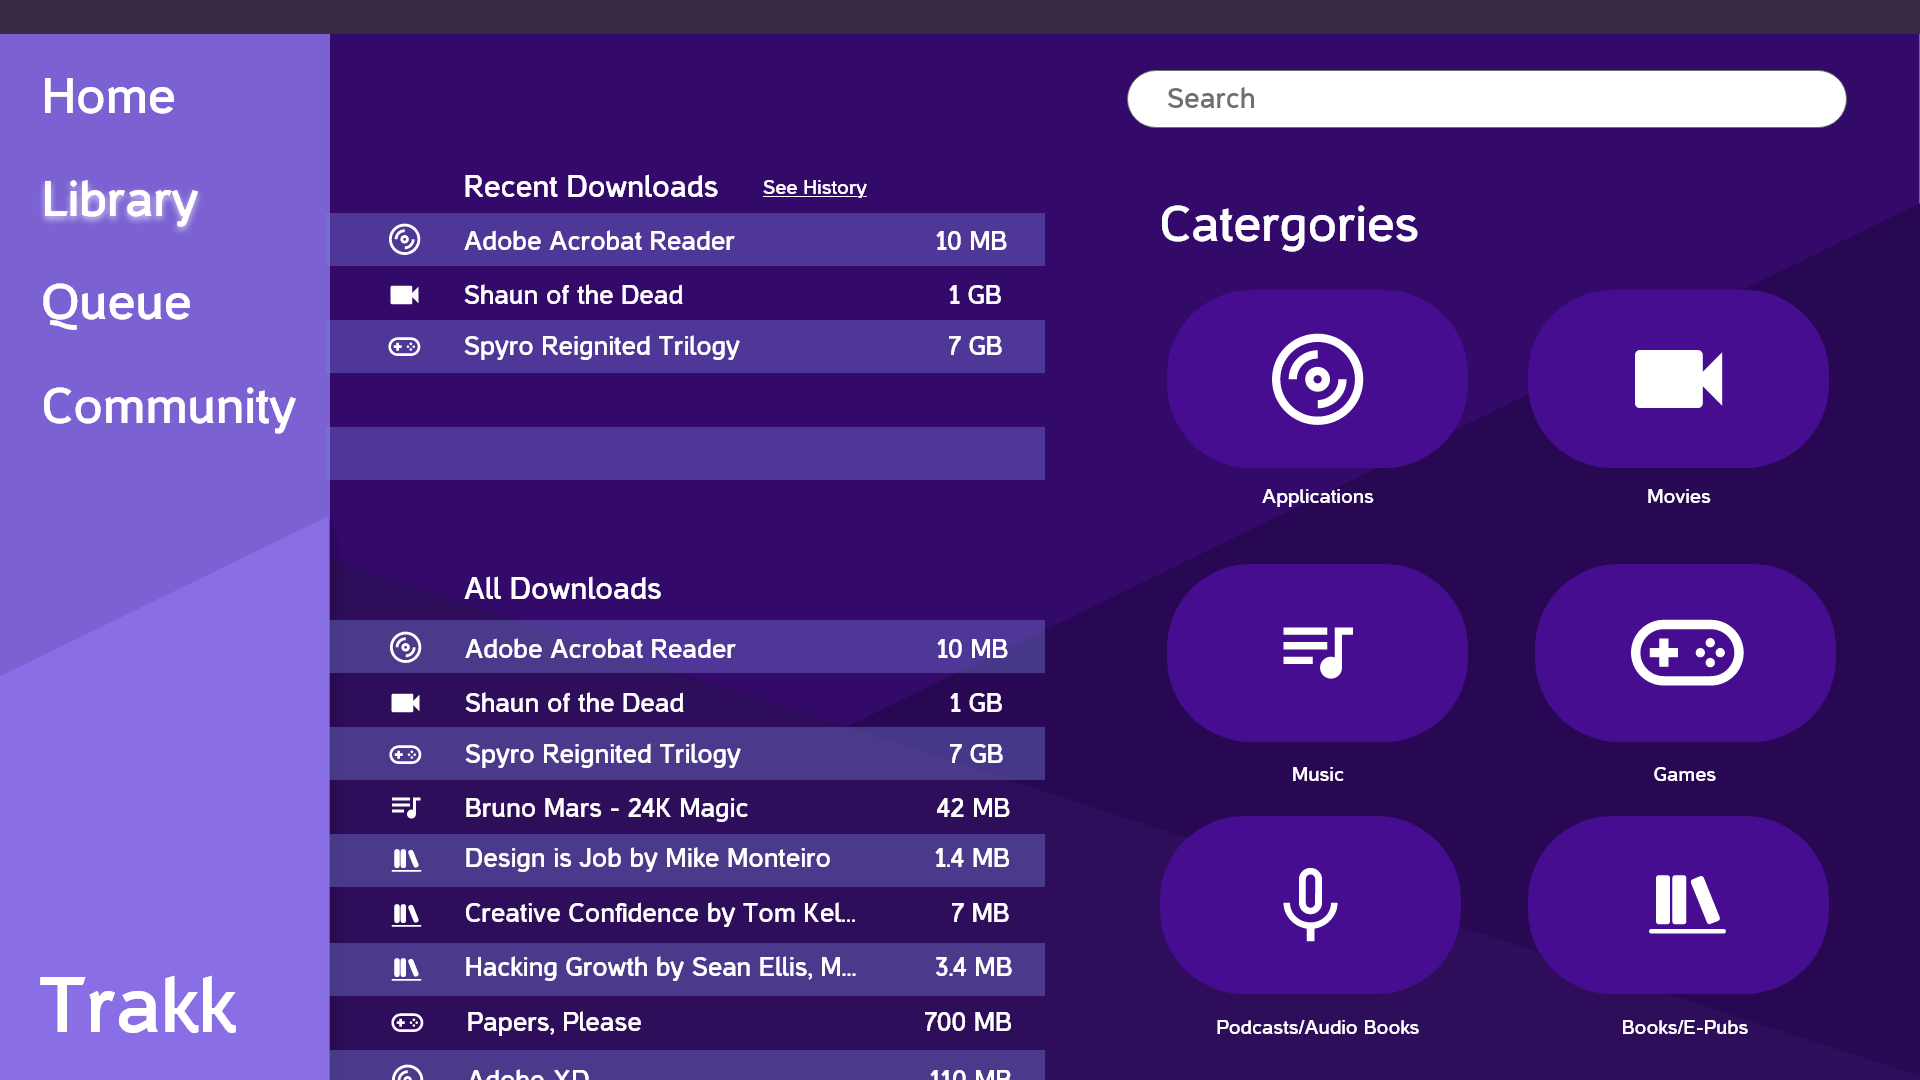 Home
Library
Queue
Community
Trakk
Search
Recent Downloads See History
Adobe Acrobat Reader 10 MB
Shaun of the Dead 1 GB
Spyro Reignited Trilogy 7 GB
All Downloads
Adobe Acrobat Reader 10 MB
Shaun of the Dead 1 GB
Spyro Reignited Trilogy 7 GB
Bruno Mars - 24K Magic 42 MB
Design is Job by Mike Monteiro 1.4 MB
Creative Confidence by Tom Kel... 7 MB
Hacking Growth by Sean Ellis, M... 3.4 MB
Papers, Please 700 MB
Adobe XD 110 MB
Catergories
Applications
Movies
Music
Games
Podcasts/Audio Books
Books/E-Pubs